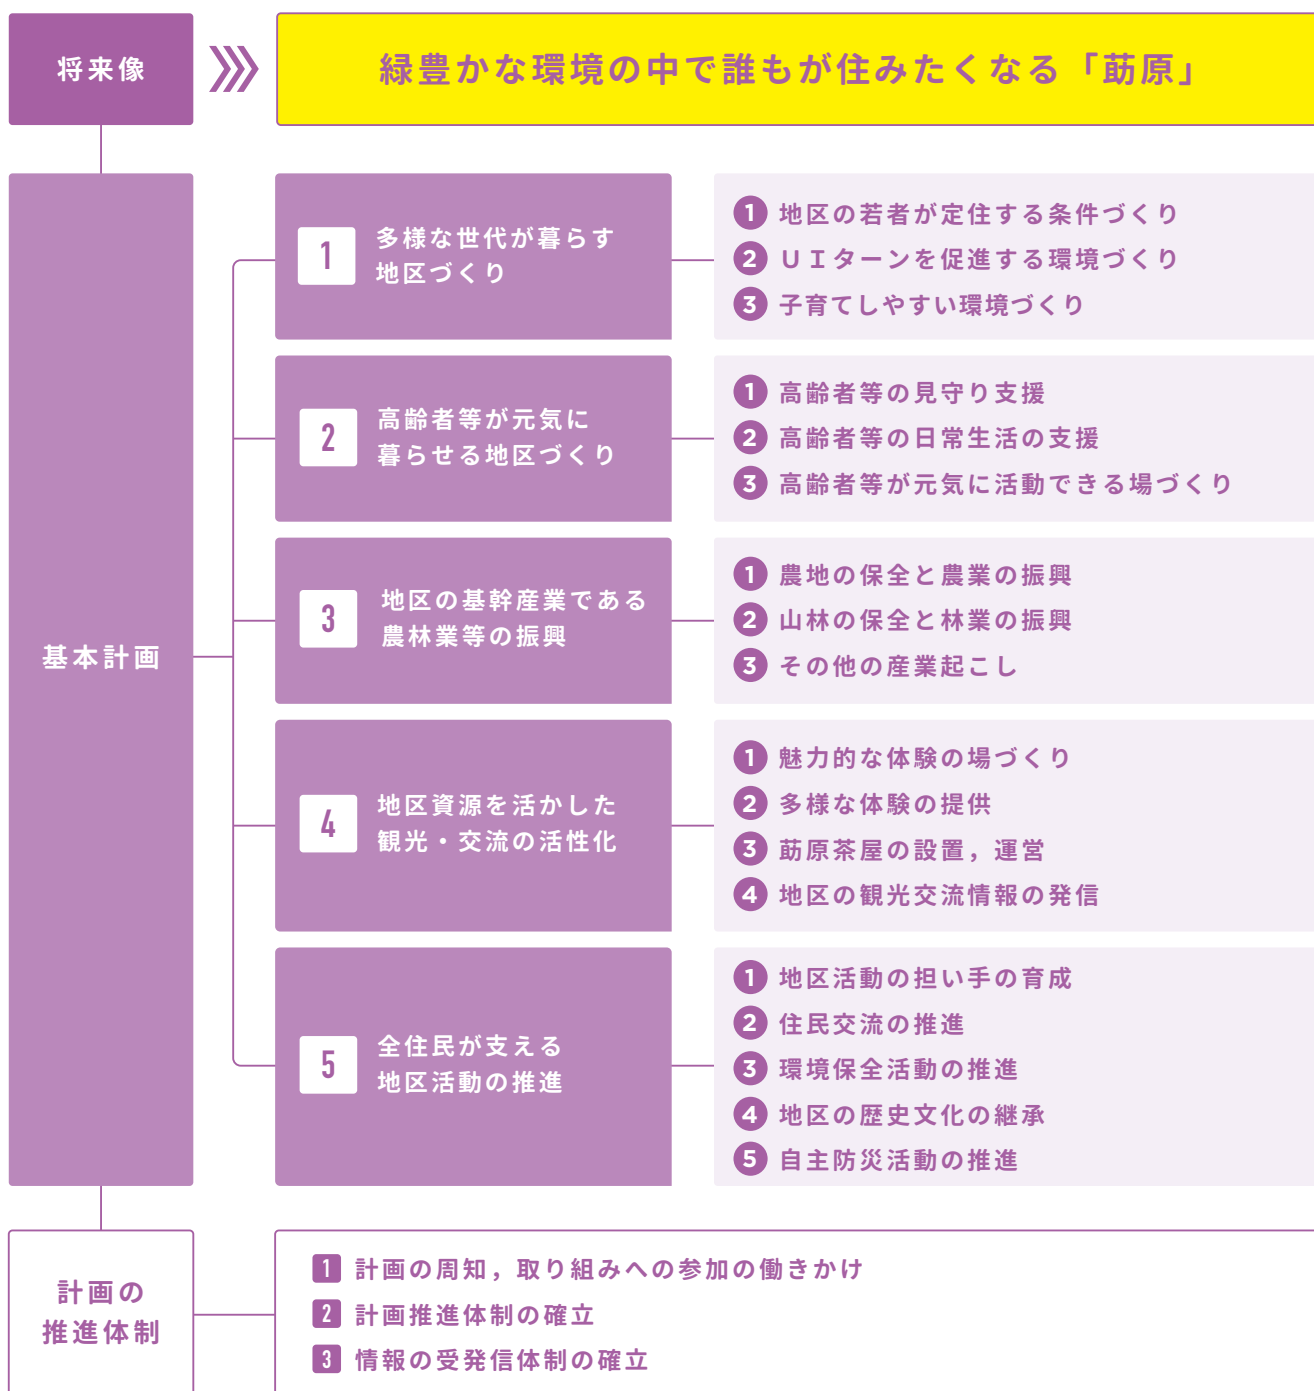 将来像
緑豊かな環境の中で誰もが住みたくなる「莇原」
基本計画
1
多様な世代が暮らす
地区づくり
1 地区の若者が定住する条件づくり
2 UIターンを促進する環境づくり
3 子育てしやすい環境づくり
2
高齢者等が元気に
暮らせる地区づくり
1 高齢者等の見守り支援
2 高齢者等の日常生活の支援
3 高齢者等が元気に活動できる場づくり
3
地区の基幹産業である
農林業等の振興
1 農地の保全と農業の振興
2 山林の保全と林業の振興
3 その他の産業起こし
4
地区資源を活かした
観光・交流の活性化
1 魅力的な体験の場づくり
2 多様な体験の提供
3 莇原茶屋の設置，運営
4 地区の観光交流情報の発信
5
全住民が支える
地区活動の推進
1 地区活動の担い手の育成
2 住民交流の推進
3 環境保全活動の推進
4 地区の歴史文化の継承
5 自主防災活動の推進
計画の
推進体制
1 計画の周知，取り組みへの参加の働きかけ
2 計画推進体制の確立
3 情報の受発信体制の確立